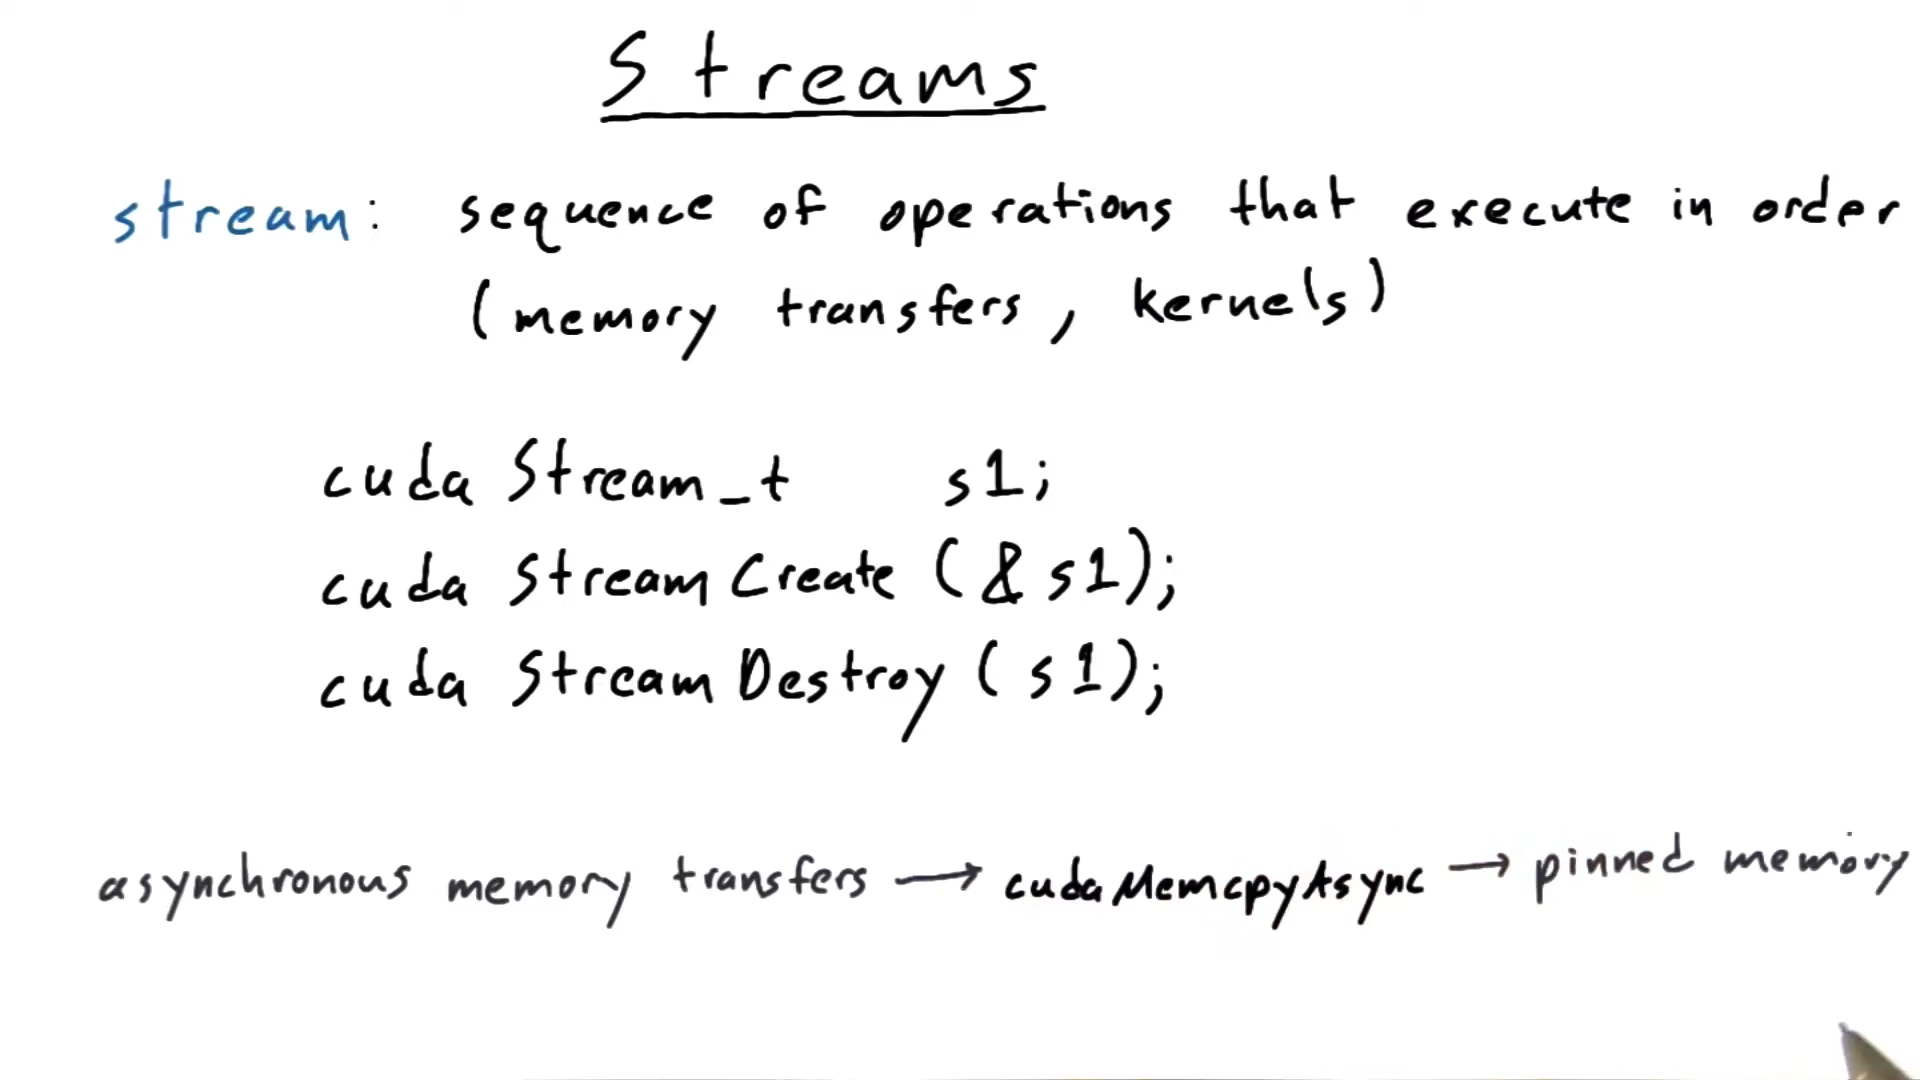 Streams
stream: sequence of operations that execute in order
(memory transfers, kernels)
cudaStream_t s1;
cudaStreamCreate(&s1);
cudaStreamDestroy(s1);
asynchronous memory transfers → cudaMemcpyAsync → pinned memory